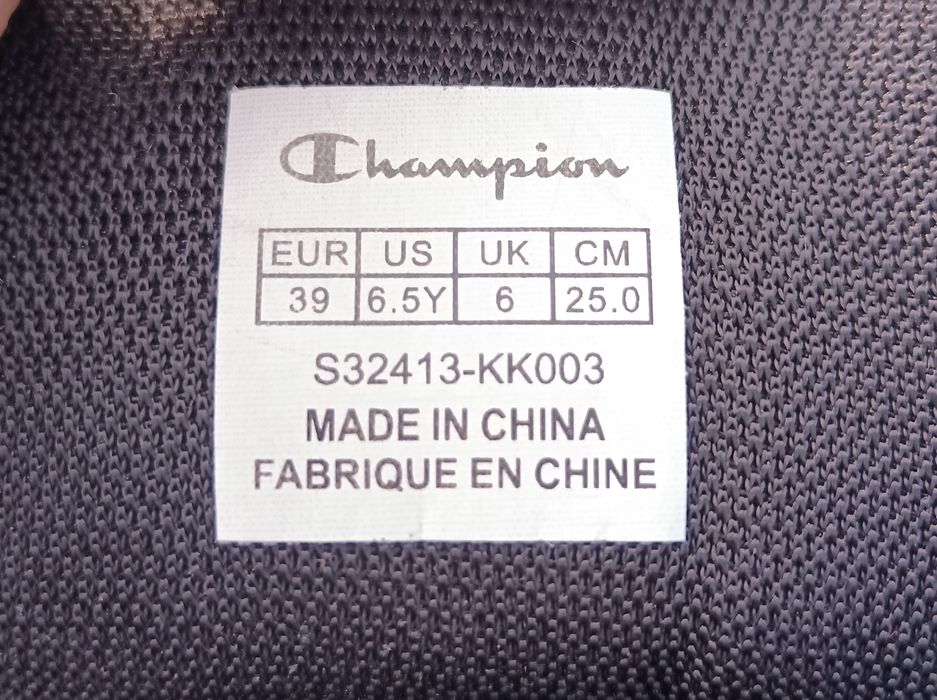 Champion
EUR US UK CM
39 6.5Y 6 25.0
S32413-KK003
MADE IN CHINA
FABRIQUE EN CHINE